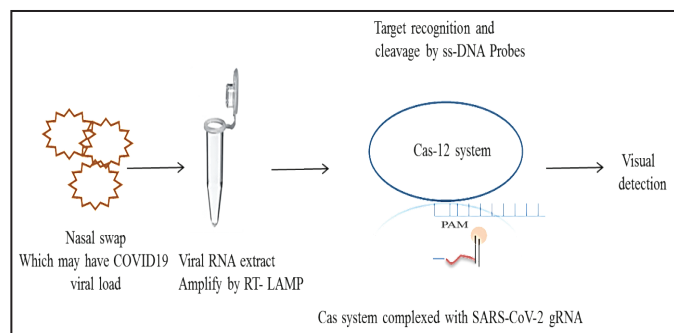 Target recognition and
cleavage by ss-DNA Probes
Cas-12 system
Visual
detection
PAM
Nasal swap
Which may have COVID19
viral load
Viral RNA extract
Amplify by RT- LAMP
Cas system complexed with SARS-CoV-2 gRNA